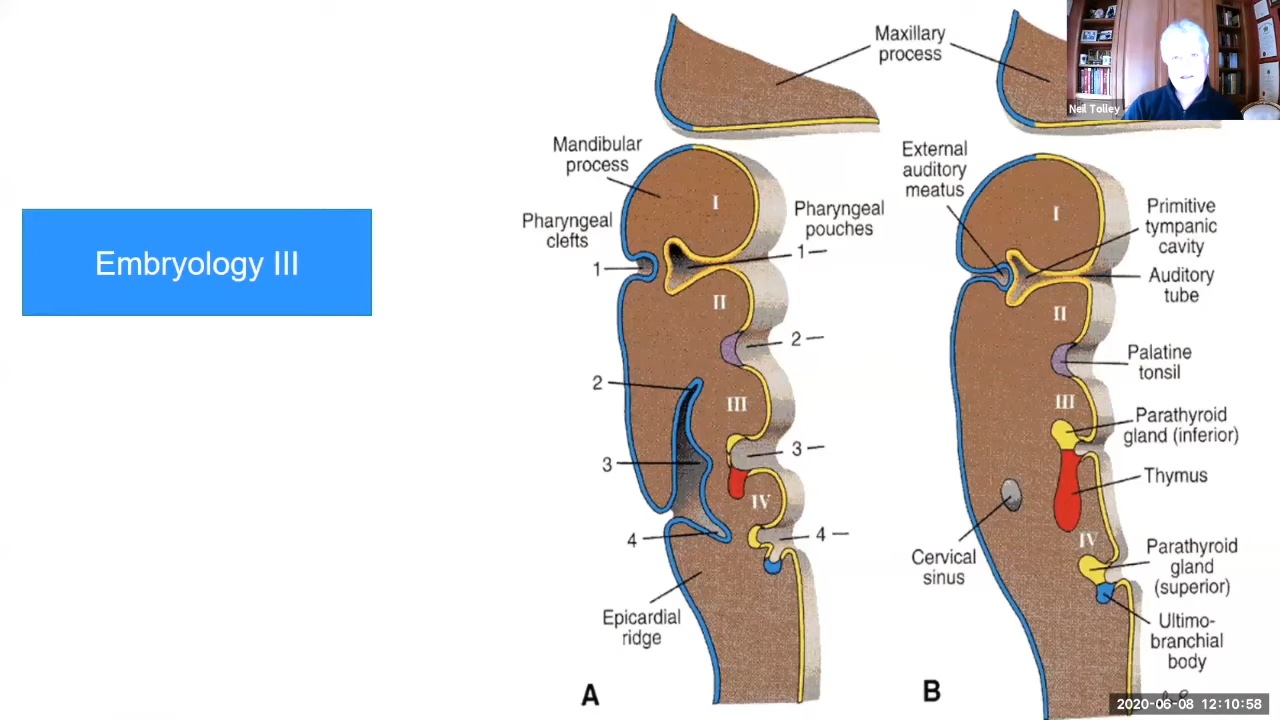 Embryology III
Maxillary
process
Neil Tolley
Mandibular
process
Pharyngeal
clefts
Pharyngeal
pouches
I
1
1
II
2
2
III
3
3
IV
4
4
Epicardial
ridge
A
External
auditory
meatus
Primitive
tympanic
cavity
Auditory
tube
I
II
Palatine
tonsil
III
Parathyroid
gland (inferior)
Thymus
Cervical
sinus
IV
Parathyroid
gland
(superior)
Ultimo-
branchial
body
B
2020-06-08 12:10:58